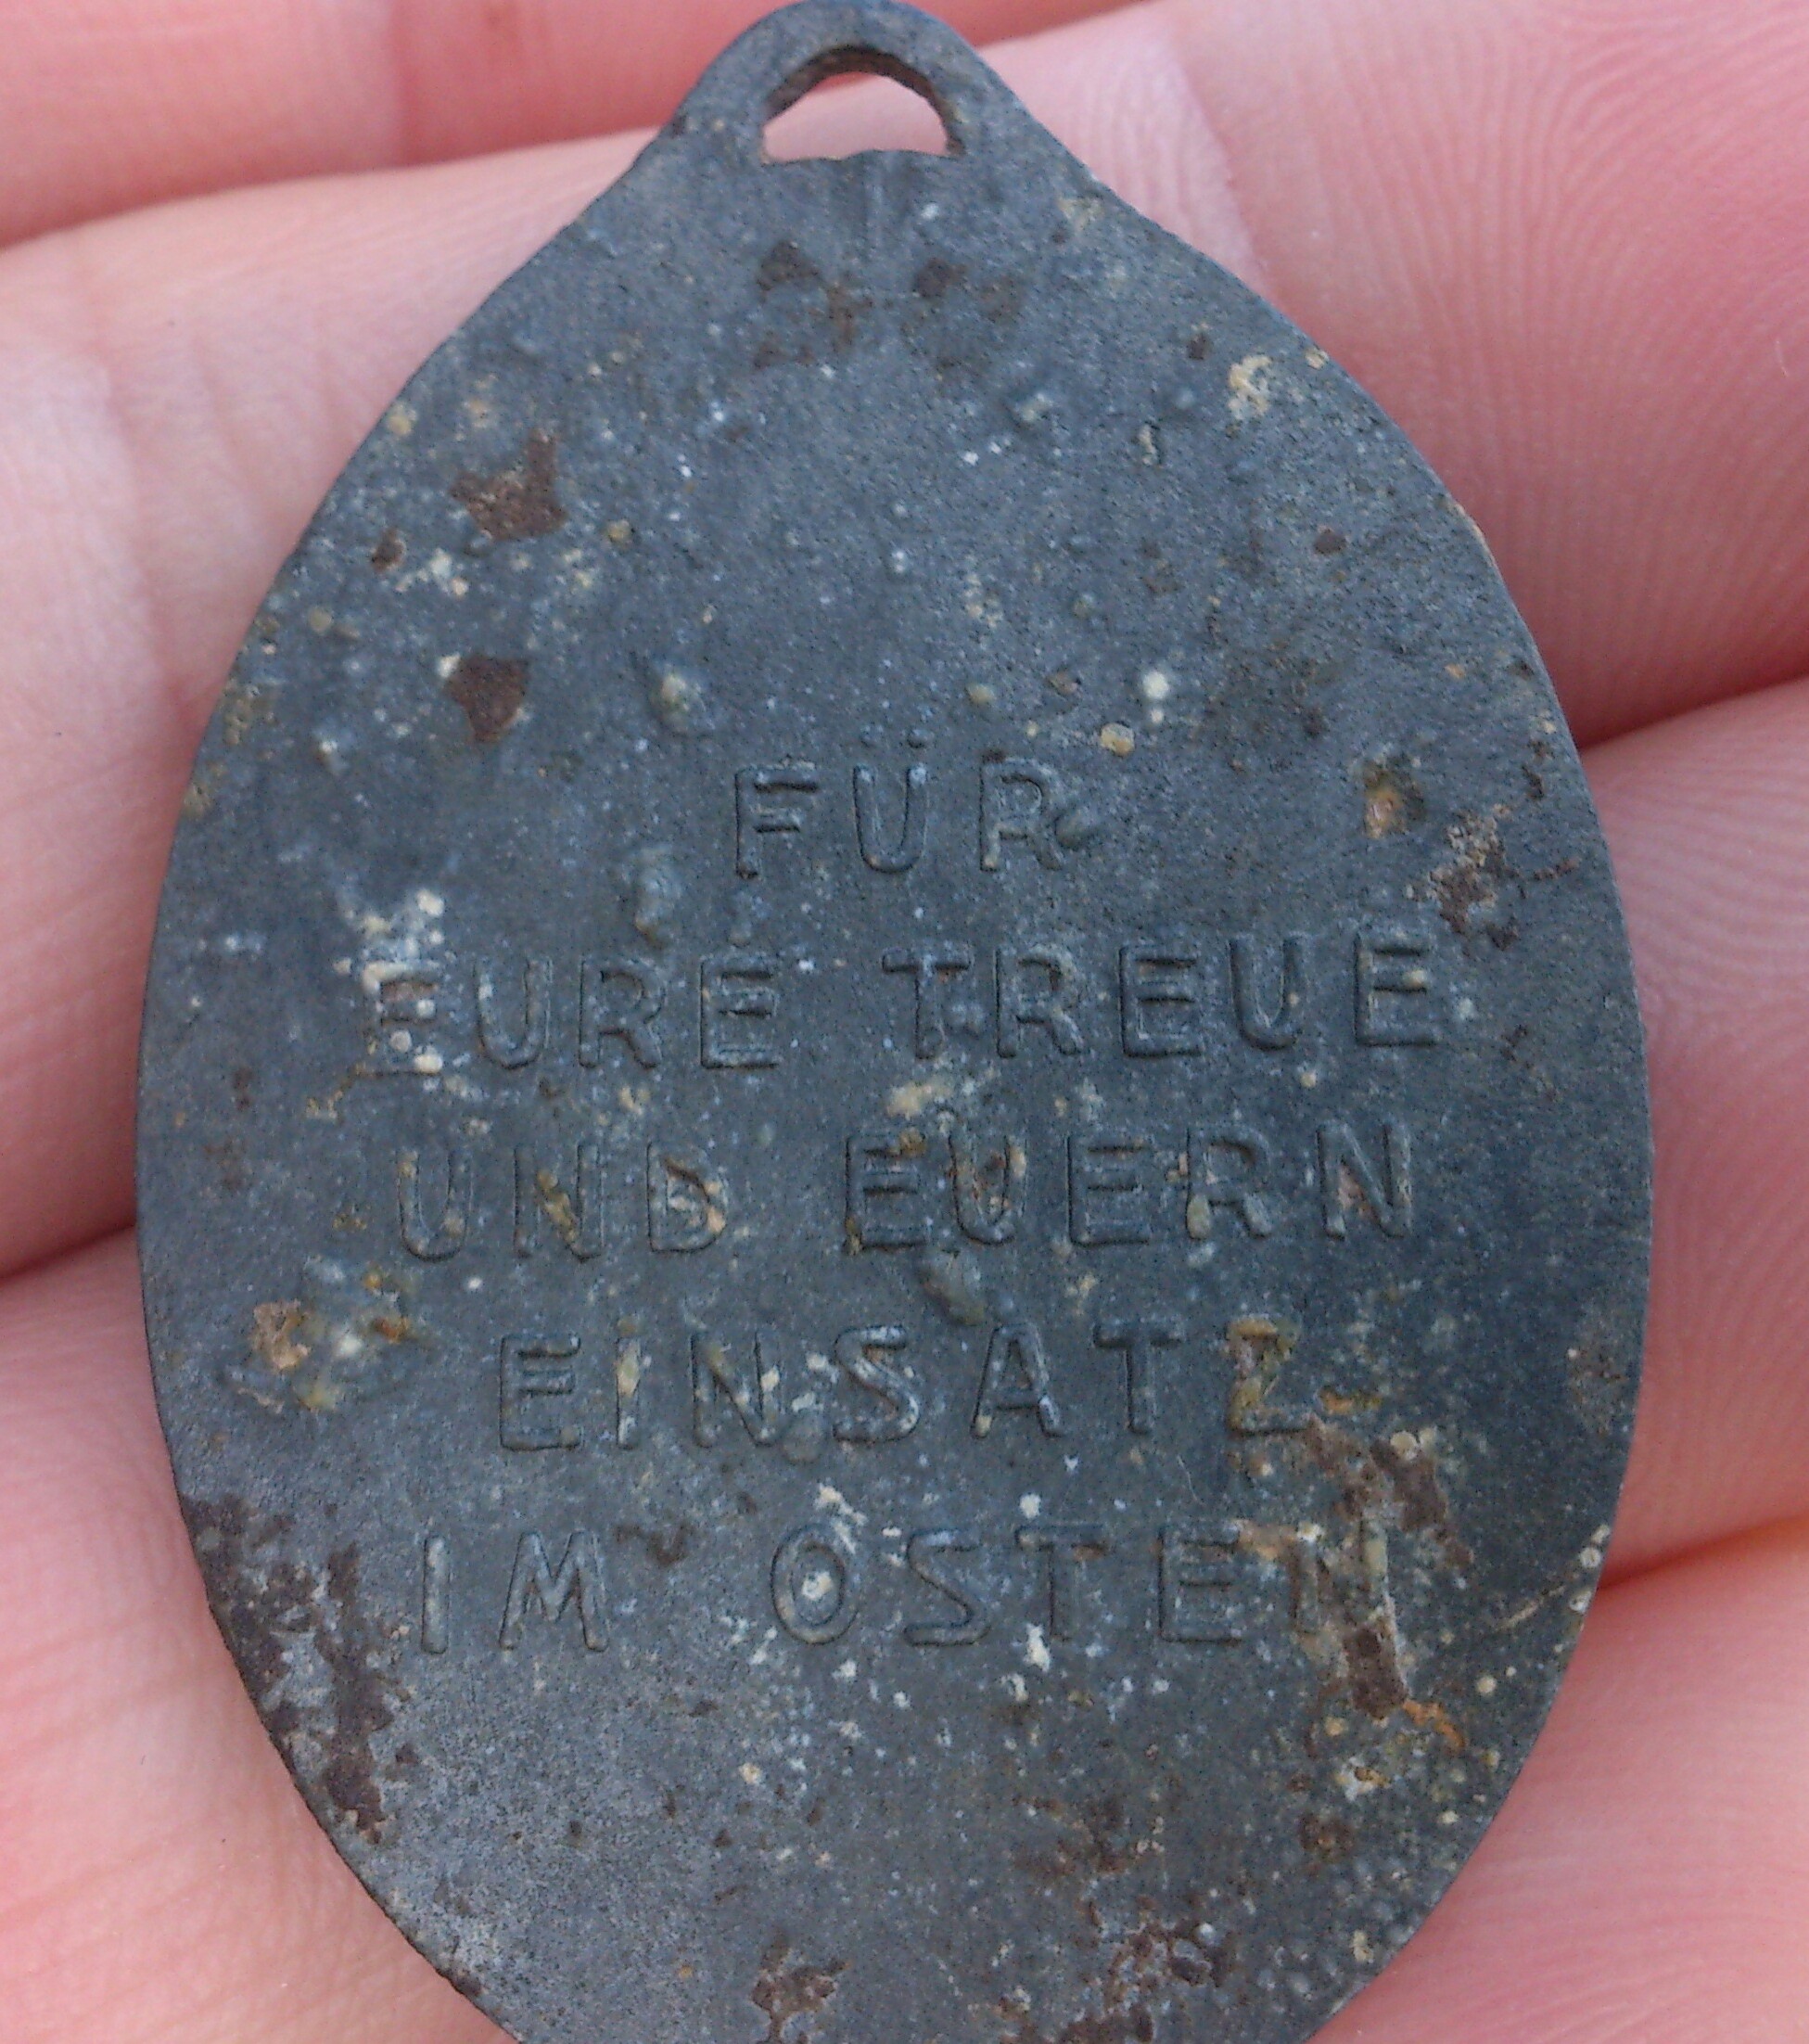 FÜR
EURE TREUE
UND EUERN
EINSATZ
IM OSTEN